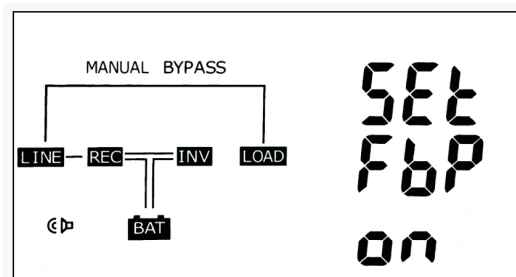 MANUAL BYPASS
LINE REC INV LOAD
BAT
SEt
FbP
on